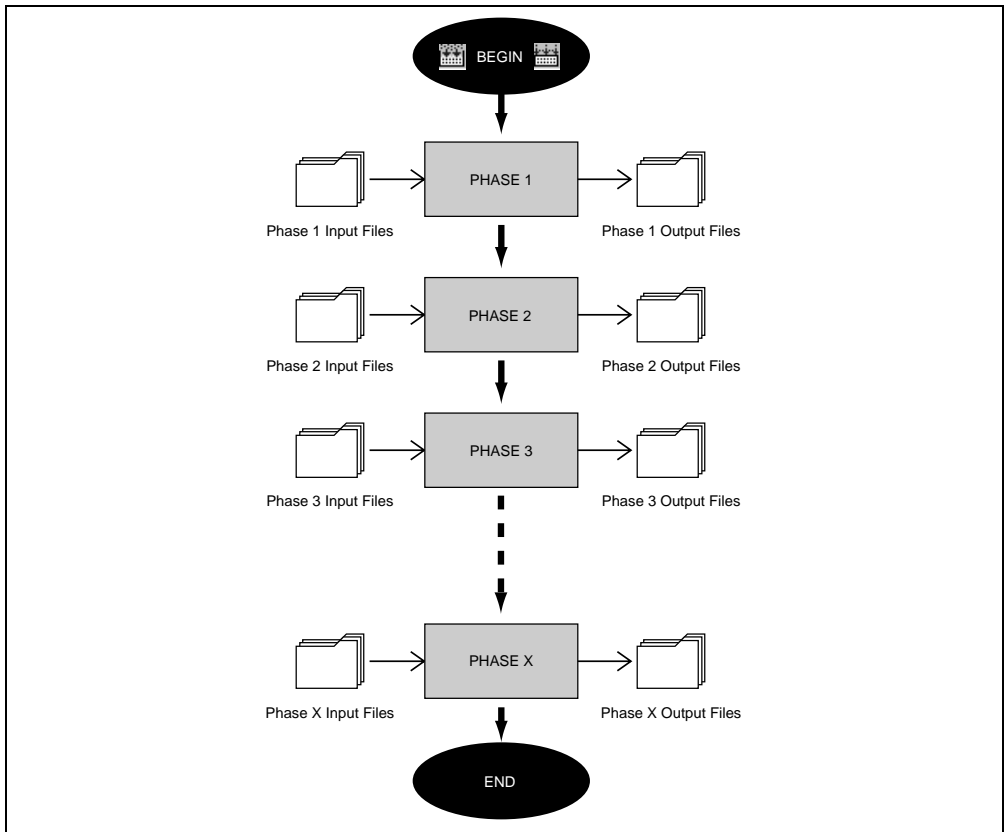 BEGIN
PHASE 1
Phase 1 Input Files
Phase 1 Output Files
PHASE 2
Phase 2 Input Files
Phase 2 Output Files
PHASE 3
Phase 3 Input Files
Phase 3 Output Files
PHASE X
Phase X Input Files
Phase X Output Files
END